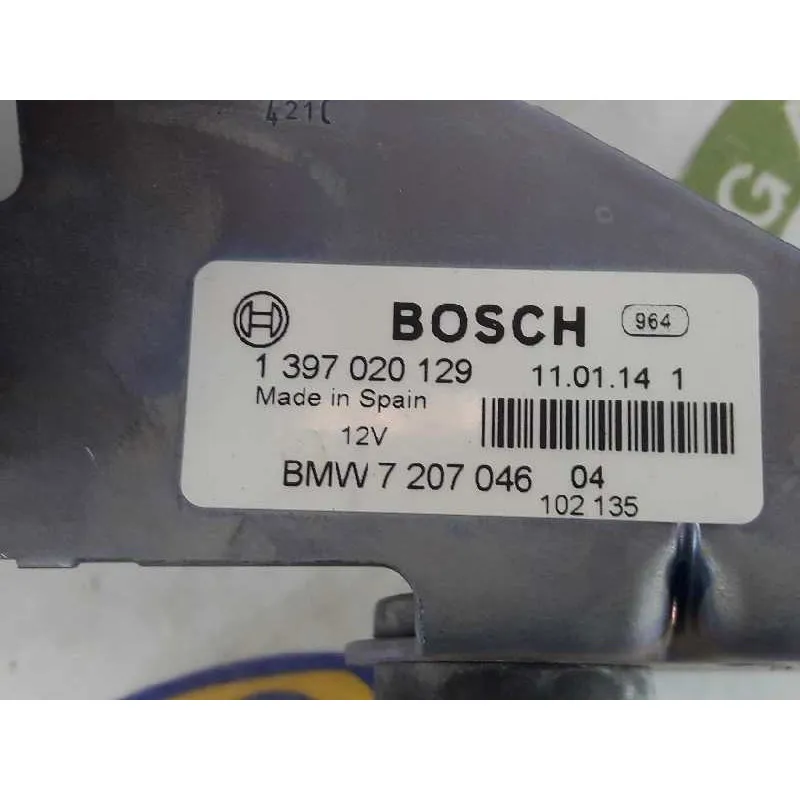 421C
G
BOSCH 964
1 397 020 129 11.01.14 1
Made in Spain
12V
BMW 7 207 046 04
102 135